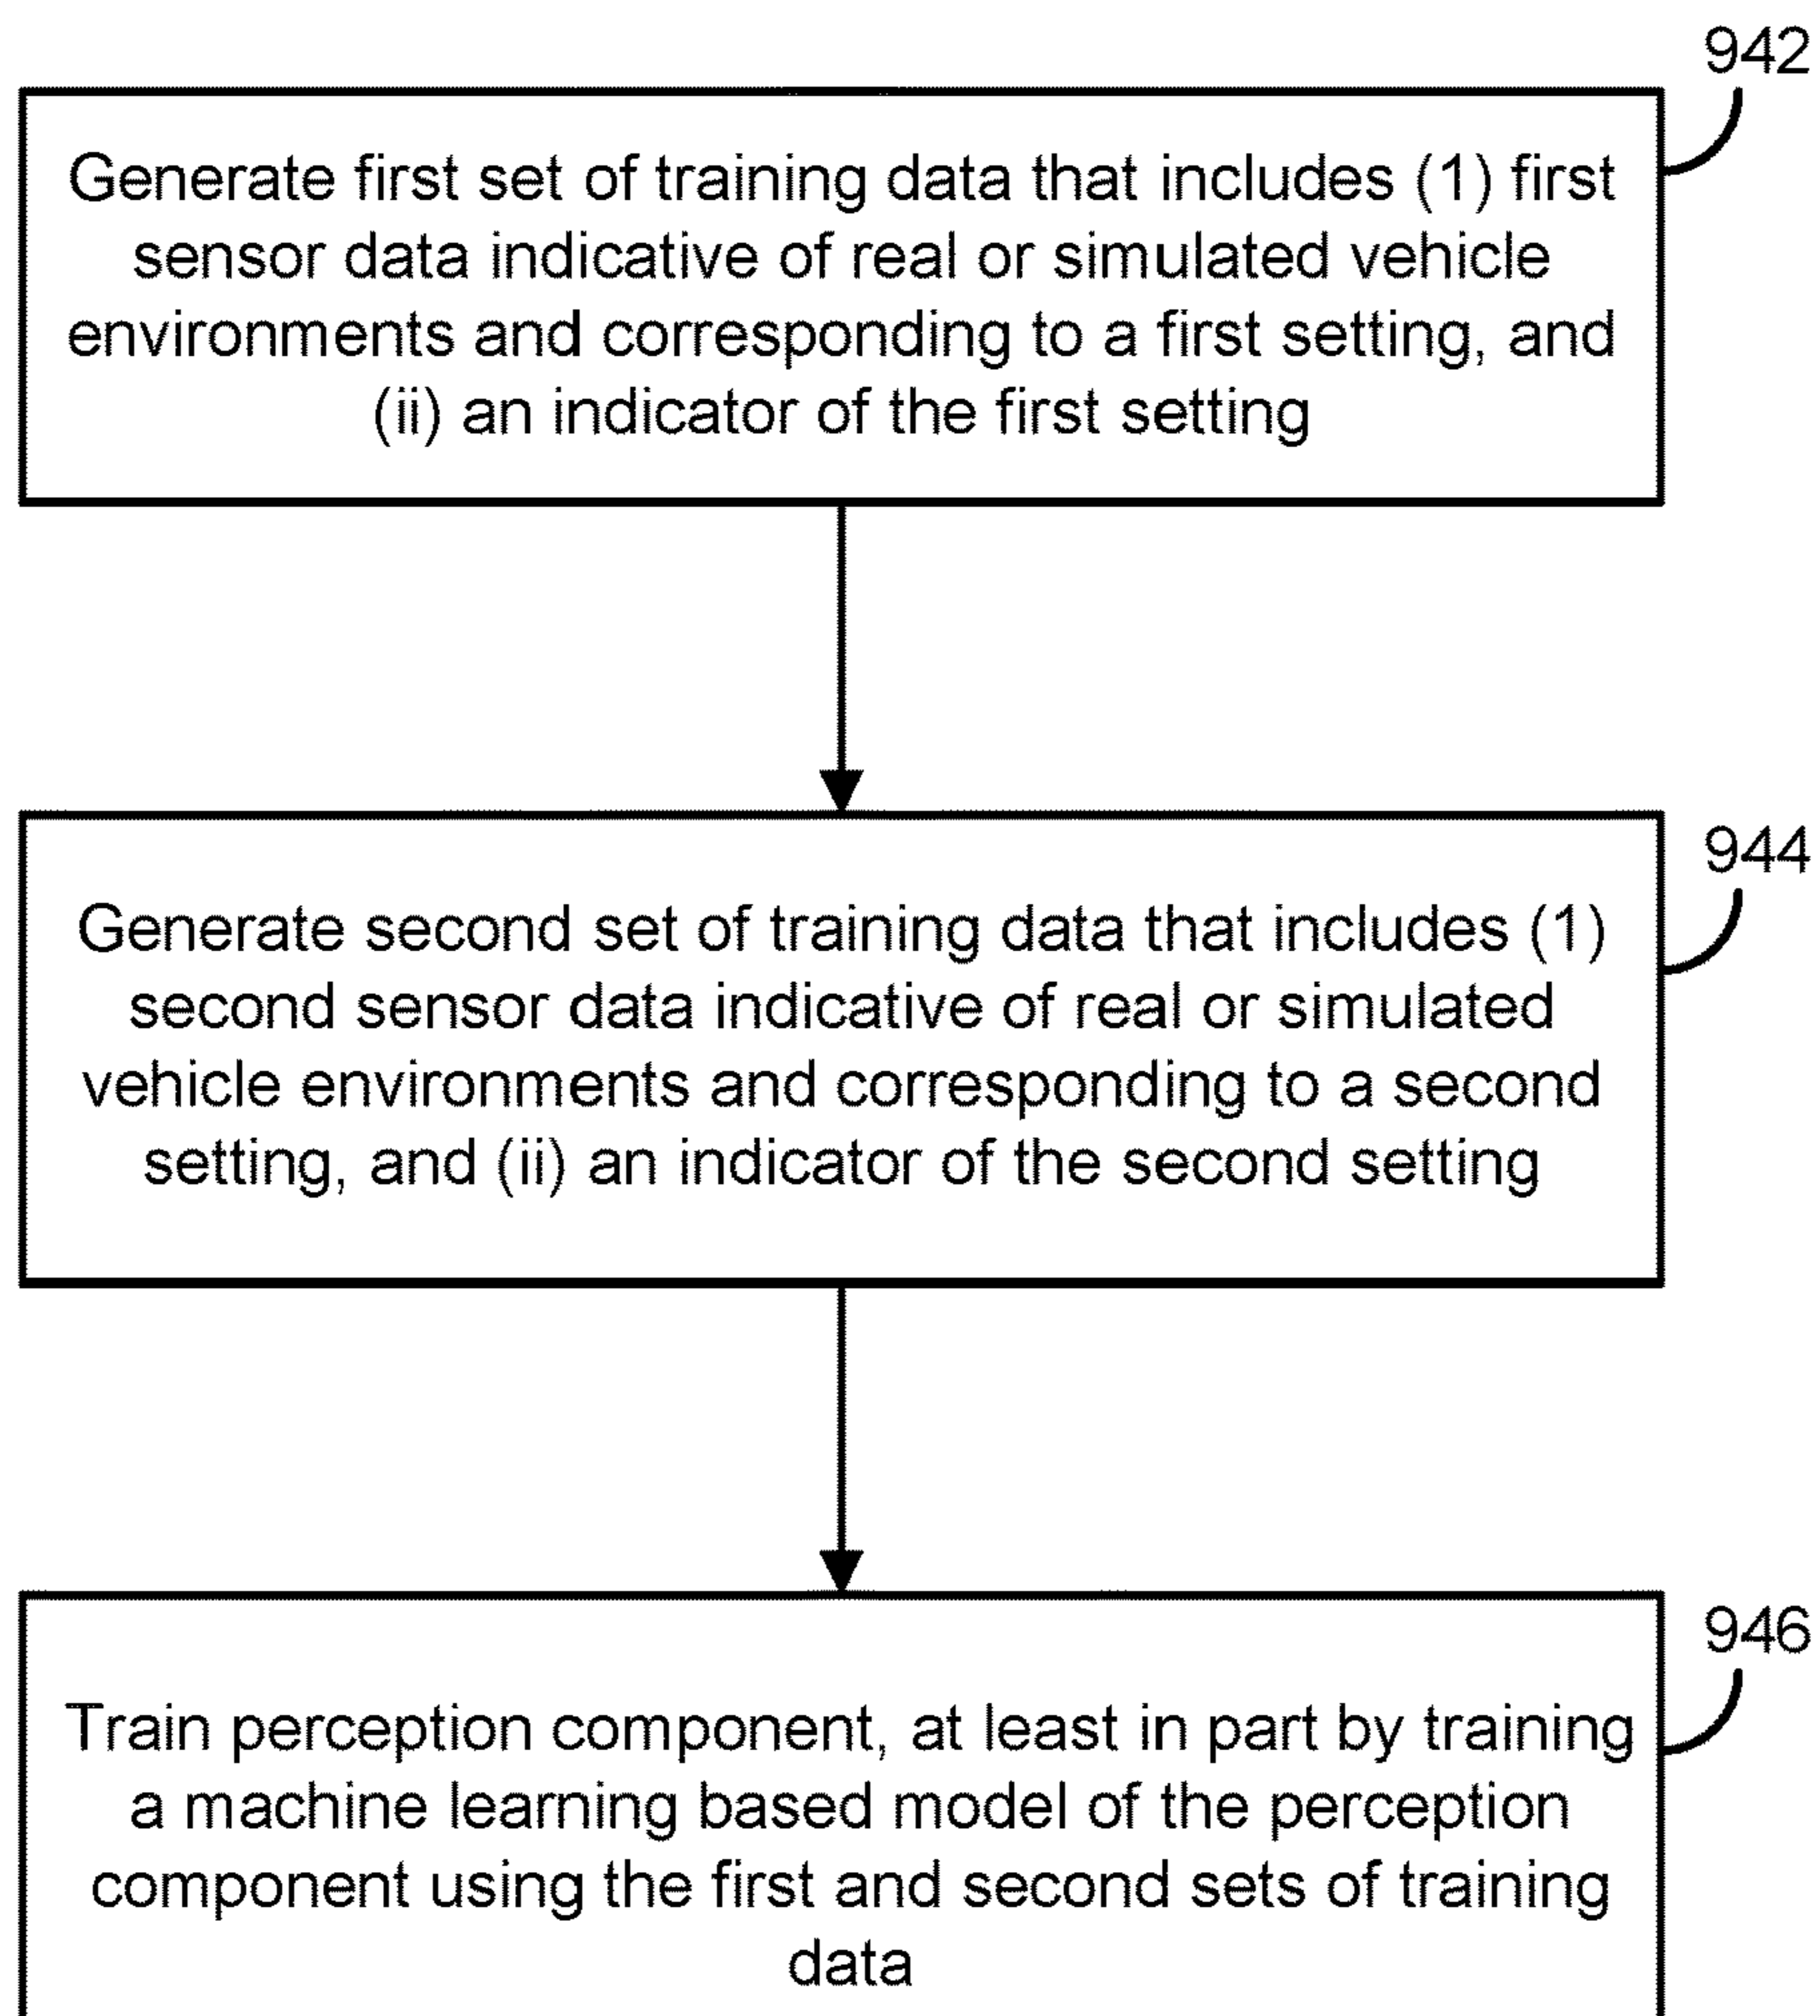 942
Generate first set of training data that includes (1) first
sensor data indicative of real or simulated vehicle
environments and corresponding to a first setting, and
(ii) an indicator of the first setting
944
Generate second set of training data that includes (1)
second sensor data indicative of real or simulated
vehicle environments and corresponding to a second
setting, and (ii) an indicator of the second setting
946
Train perception component, at least in part by training
a machine learning based model of the perception
component using the first and second sets of training
data